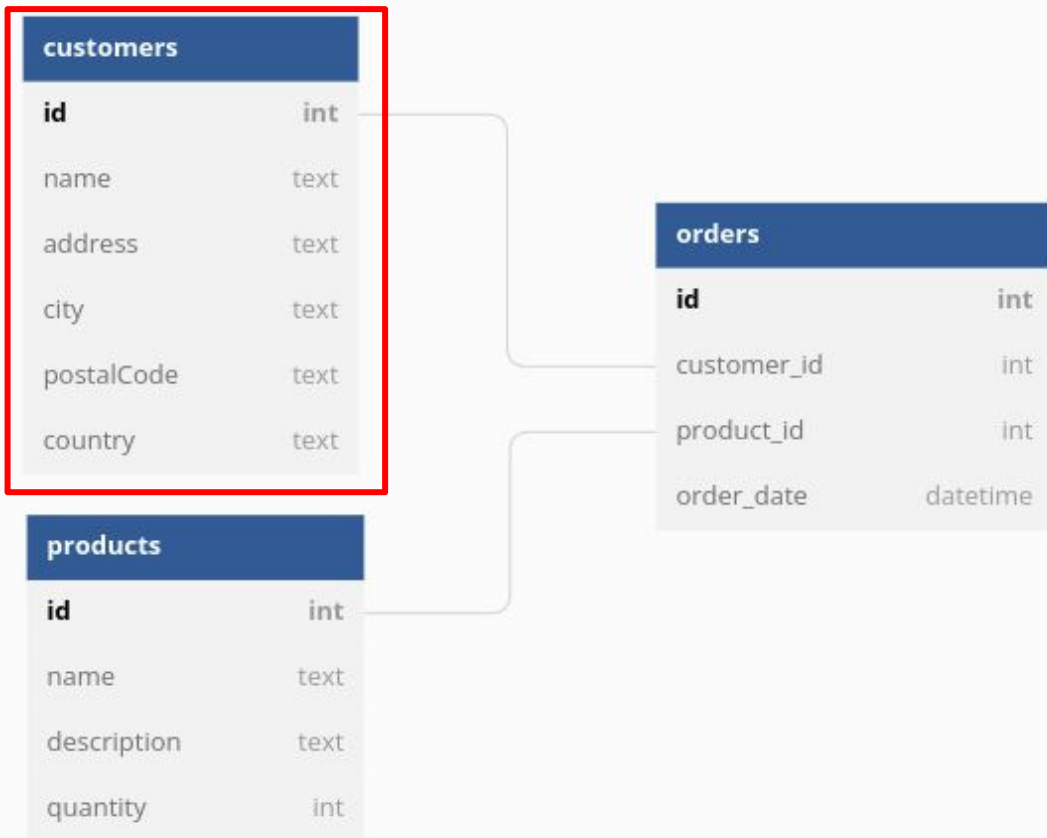 customers
id int
name text
address text
city text
postalCode text
country text
products
id int
name text
description text
quantity int
orders
id int
customer_id int
product_id int
order_date datetime